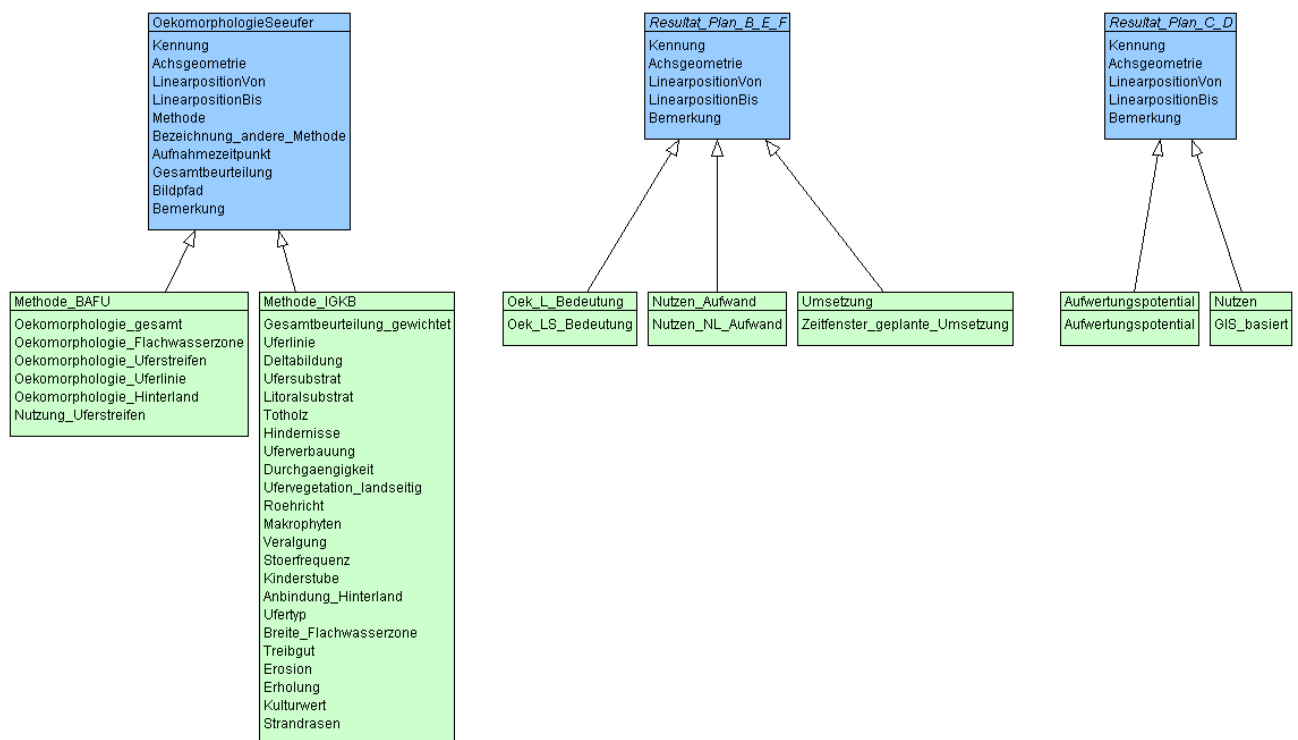 OekomorphologieSeeufer
Kennung
Achsgeometrie
LinearpositionVon
LinearpositionBis
Methode
Bezeichnung_andere_Methode
Aufnahmezeitpunkt
Gesamtbeurteilung
Bildpfad
Bemerkung
Resultat_Plan_B_E_F
Kennung
Achsgeometrie
LinearpositionVon
LinearpositionBis
Bemerkung
Resultat_Plan_C_D
Kennung
Achsgeometrie
LinearpositionVon
LinearpositionBis
Bemerkung
Methode_BAFU
Oekomorphologie_gesamt
Oekomorphologie_Flachwasserzone
Oekomorphologie_Uferstreifen
Oekomorphologie_Uferlinie
Oekomorphologie_Hinterland
Nutzung_Uferstreifen
Methode_IGKB
Gesamtbeurteilung_gewichtet
Uferlinie
Deltabildung
Ufersubstrat
Litoralsubstrat
Totholz
Hindernisse
Uferverbauung
Durchgaengigkeit
Ufervegetation_landseitig
Roehricht
Makrophyten
Veralgung
Stoerfrequenz
Kinderstube
Anbindung_Hinterland
Ufertyp
Breite_Flachwasserzone
Treibgut
Erosion
Erholung
Kulturwert
Strandrasen
Oek_L_Bedeutung
Oek_LS_Bedeutung
Nutzen_Aufwand
Nutzen_NL_Aufwand
Umsetzung
Zeitfenster_geplante_Umsetzung
Aufwertungspotential
Aufwertungspotential
Nutzen
GIS_basiert